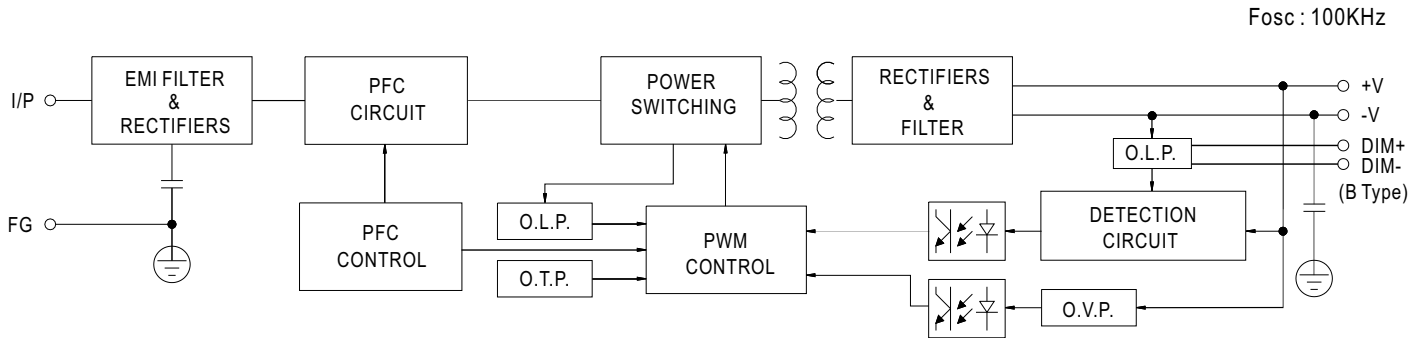 Fosc : 100KHz
I/P
EMI FILTER
&
RECTIFIERS
PFC
CIRCUIT
POWER
SWITCHING
RECTIFIERS
&
FILTER
+V
-V
DIM+
DIM-
(B Type)
O.L.P.
FG
PFC
CONTROL
O.L.P.
O.T.P.
PWM
CONTROL
DETECTION
CIRCUIT
O.V.P.